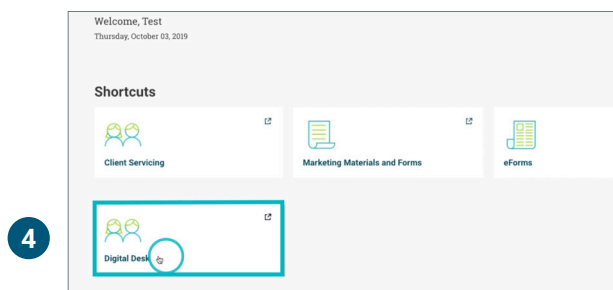 Welcome, Test
Thursday, October 03, 2019
Shortcuts
Client Servicing
Marketing Materials and Forms
eForms
4
Digital Desk